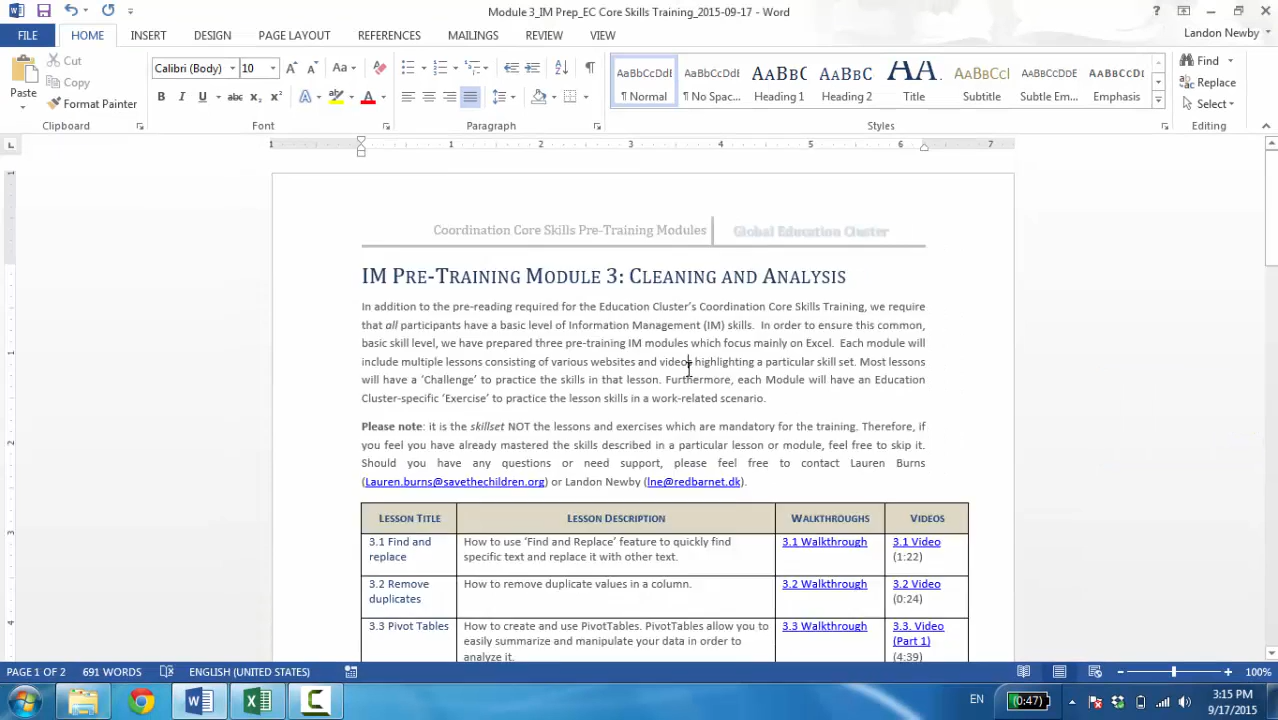 Module 3_IM Prep_EC Core Skills Training_2015-09-17 - Word
FILE HOME INSERT DESIGN PAGE LAYOUT REFERENCES MAILINGS REVIEW VIEW Landon Newby
Paste
Cut
Copy
Format Painter
Calibri (Body) 10
AaBbCcDdI ¶ Normal
AaBbCcDdI ¶ No Spac...
AaBbC Heading 1
AaBbCc Heading 2
AA Title
AaBbCcI Subtitle
AaBbCcDdI Subtle Em...
AaBbCcDdI Emphasis
Find
Replace
Select
Clipboard Font Paragraph Styles Editing
1 1 2 3 4 5 6 7
Coordination Core Skills Pre-Training Modules Global Education Cluster
IM PRE-TRAINING MODULE 3: CLEANING AND ANALYSIS
In addition to the pre-reading required for the Education Cluster's Coordination Core Skills Training, we require
that all participants have a basic level of Information Management (IM) skills. In order to ensure this common,
basic skill level, we have prepared three pre-training IM modules which focus mainly on Excel. Each module will
include multiple lessons consisting of various websites and videos highlighting a particular skill set. Most lessons
will have a 'Challenge' to practice the skills in that lesson. Furthermore, each Module will have an Education
Cluster-specific 'Exercise' to practice the lesson skills in a work-related scenario.
Please note: it is the skillset NOT the lessons and exercises which are mandatory for the training. Therefore, if
you feel you have already mastered the skills described in a particular lesson or module, feel free to skip it.
Should you have any questions or need support, please feel free to contact Lauren Burns
(Lauren.burns@savethechildren.org) or Landon Newby (lne@redbarnet.dk).
LESSON TITLE LESSON DESCRIPTION WALKTHROUGHS VIDEOS
3.1 Find and How to use 'Find and Replace' feature to quickly find 3.1 Walkthrough 3.1 Video
replace specific text and replace it with other text. (1:22)
3.2 Remove How to remove duplicate values in a column. 3.2 Walkthrough 3.2 Video
duplicates (0:24)
3.3 Pivot Tables How to create and use PivotTables. PivotTables allow you to 3.3 Walkthrough 3.3. Video
easily summarize and manipulate your data in order to (Part 1)
analyze it. (4:39)
PAGE 1 OF 2 691 WORDS ENGLISH (UNITED STATES) 100%
EN (0:47) 3:15 PM
9/17/2015